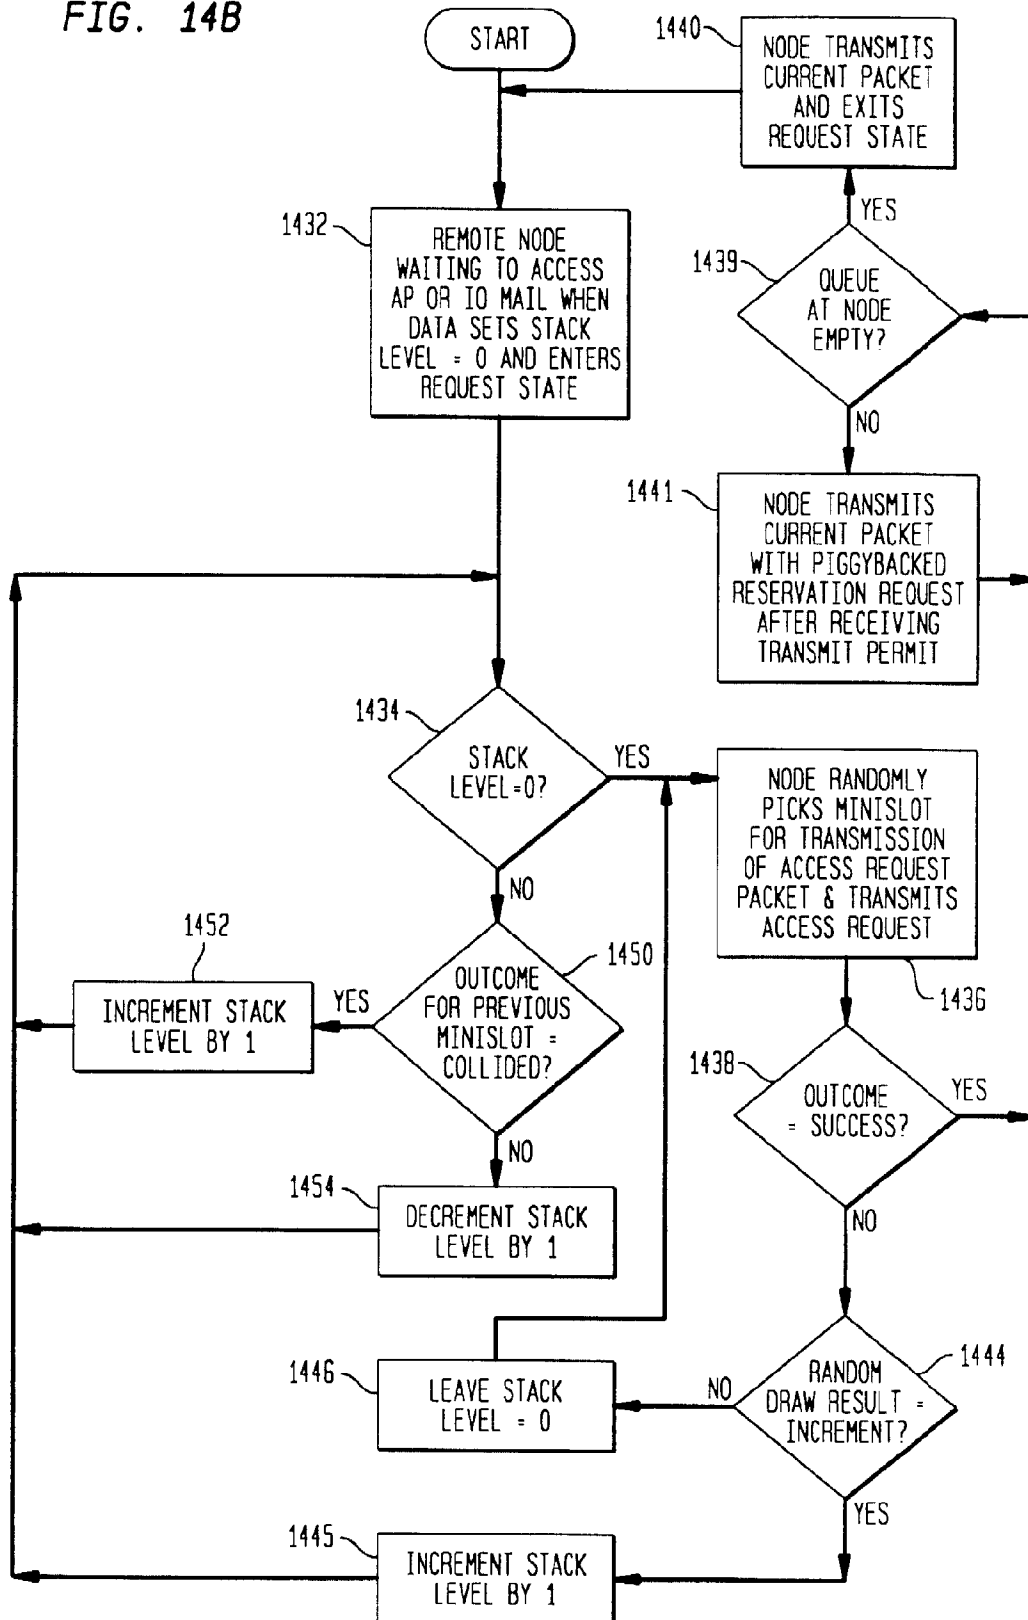 FIG. 14B
START
1440
NODE TRANSMITS
CURRENT PACKET
AND EXITS
REQUEST STATE
YES
1432
REMOTE NODE
WAITING TO ACCESS
AP OR IO MAIL WHEN
DATA SETS STACK
LEVEL = 0 AND ENTERS
REQUEST STATE
1439
QUEUE
AT NODE
EMPTY?
NO
1441
NODE TRANSMITS
CURRENT PACKET
WITH PIGGYBACKED
RESERVATION REQUEST
AFTER RECEIVING
TRANSMIT PERMIT
1434
STACK
LEVEL=0?
YES
NO
NODE RANDOMLY
PICKS MINISLOT
FOR TRANSMISSION
OF ACCESS REQUEST
PACKET & TRANSMITS
ACCESS REQUEST
1436
1452
INCREMENT STACK
LEVEL BY 1
YES
1450
OUTCOME
FOR PREVIOUS
MINISLOT =
COLLIDED?
NO
1438
OUTCOME
= SUCCESS?
YES
NO
1454
DECREMENT STACK
LEVEL BY 1
1446
LEAVE STACK
LEVEL = 0
NO
1444
RANDOM
DRAW RESULT =
INCREMENT?
YES
1445
INCREMENT STACK
LEVEL BY 1